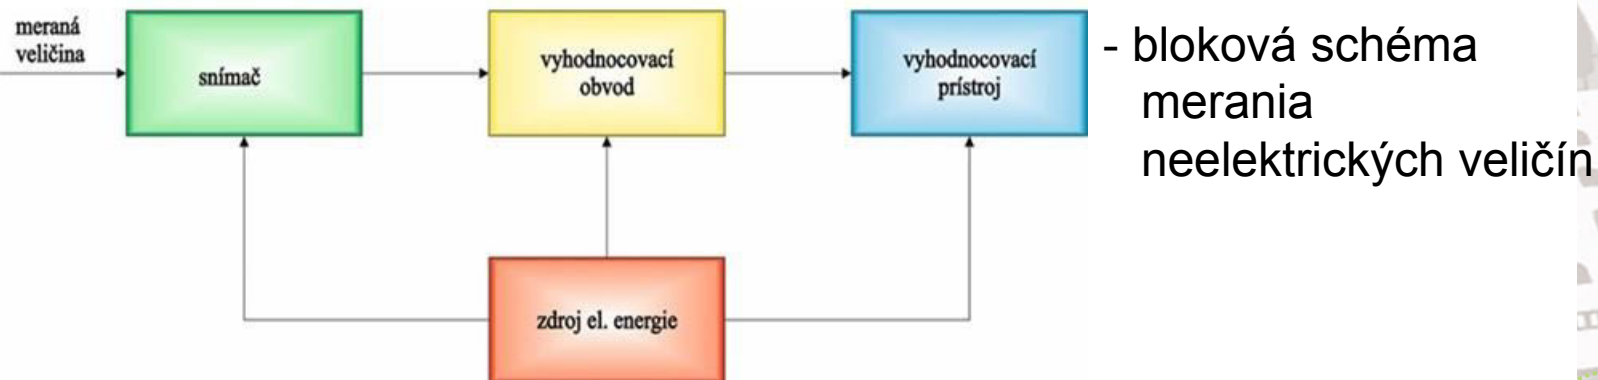 meraná
veličina
snímač
vyhodnocovací
obvod
vyhodnocovací
prístroj
- bloková schéma
merania
neelektrických veličín
zdroj el. energie